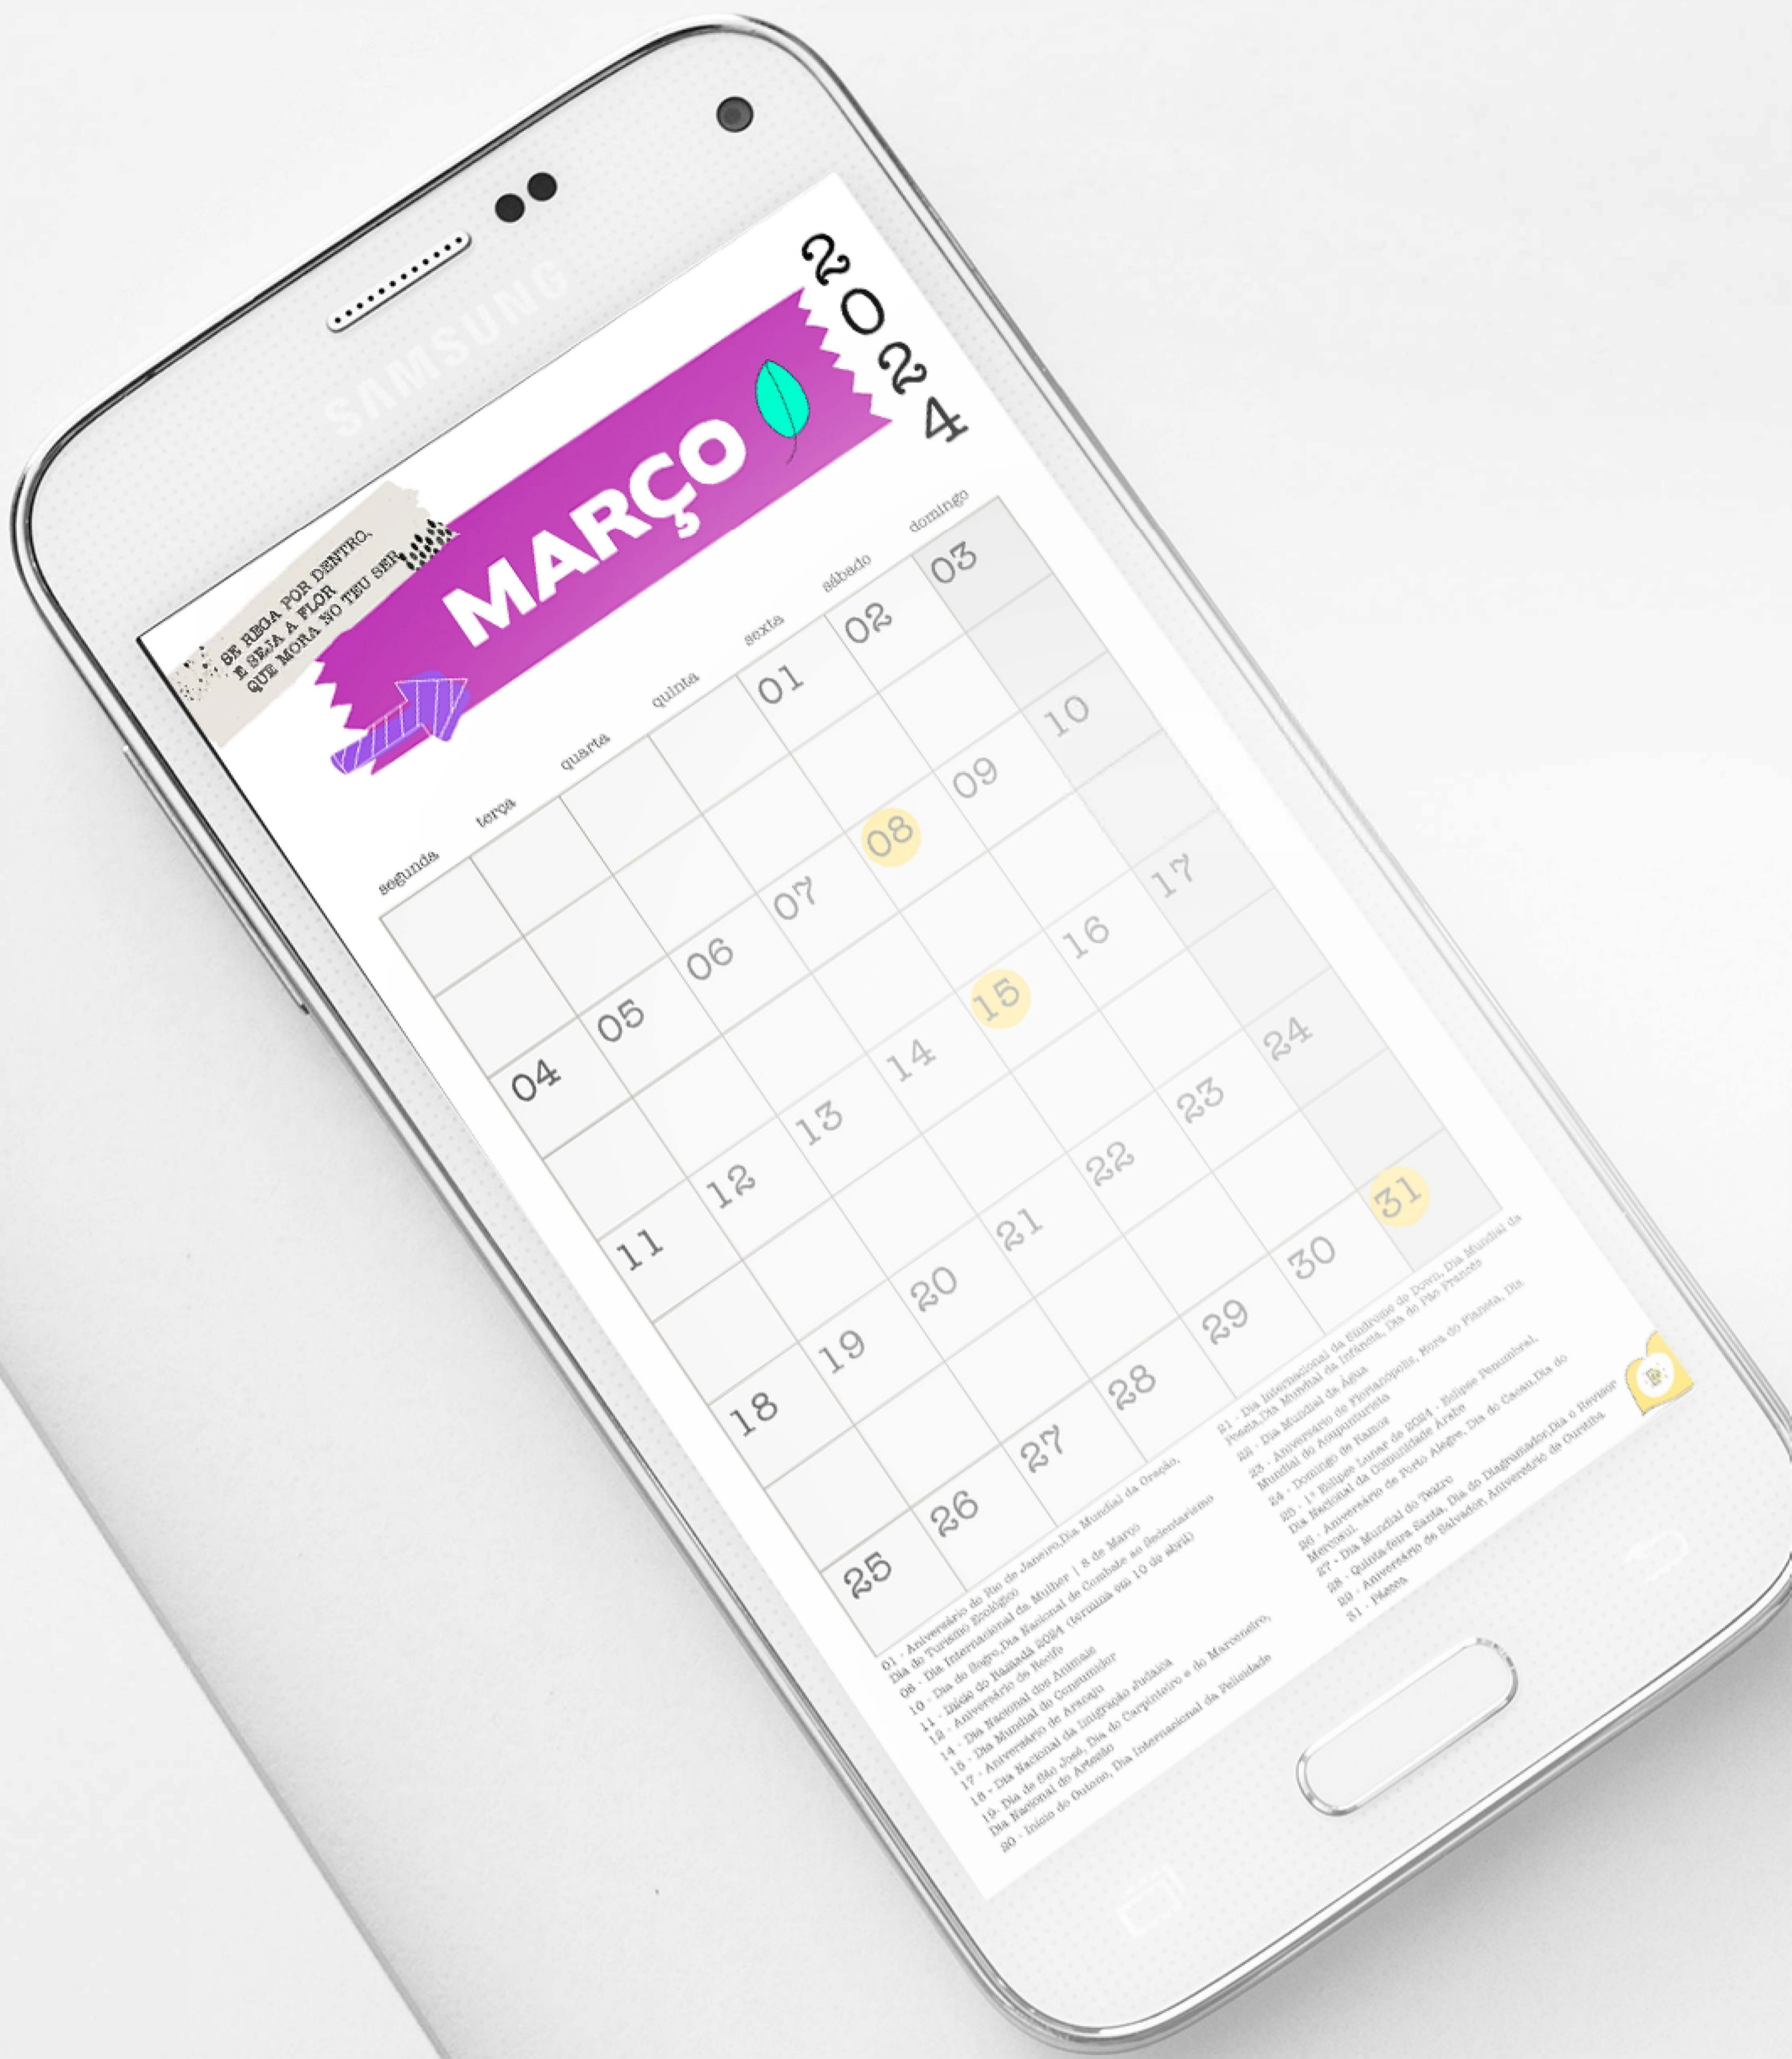 SAMSUNG
2024
MARÇO
SE REGA POR DENTRO,
E SEJA A FLOR
QUE MORA NO TEU SER
segunda terça quarta quinta sexta sábado domingo
01 02 03
04 05 06 07 08 09 10
11 12 13 14 15 16 17
18 19 20 21 22 23 24
25 26 27 28 29 30 31
01 - Aniversário do Rio de Janeiro,Dia Mundial da Oração,
Dia do Turismo Ecológico
08 - Dia Internacional da Mulher | 8 de Março
10 - Dia do Sogro,Dia Nacional de Combate ao Sedentarismo
11 - Início do Ramadã 2024 (termina em 10 de abril)
12 - Aniversário de Recife
14 - Dia Nacional dos Animais
15 - Dia Mundial do Consumidor
17 - Aniversário de Aracaju
18 - Dia Nacional da Imigração Judaica
19- Dia de São José, Dia do Carpinteiro e do Marceneiro,
Dia Nacional do Artesão
20 - Início do Outono, Dia Internacional da Felicidade
21 - Dia Internacional da Síndrome de Down, Dia Mundial da
Poesia,Dia Mundial da Infância, Dia do Pão Francês
22 - Dia Mundial da Água
23 - Aniversário de Florianópolis, Hora do Planeta, Dia
Mundial do Acupunturista
24 - Domingo de Ramos
25 - 1º Eclipse Lunar de 2024 - Eclipse Penumbral,
Dia Nacional da Comunidade Árabe
26 - Aniversário de Porto Alegre, Dia do Cacau,Dia do
Mercosul.
27 - Dia Mundial do Teatro
28 - Quinta-feira Santa, Dia do Diagramador,Dia o Revisor
29 - Aniversário de Salvador, Aniversário de Curitiba
31 - Páscoa